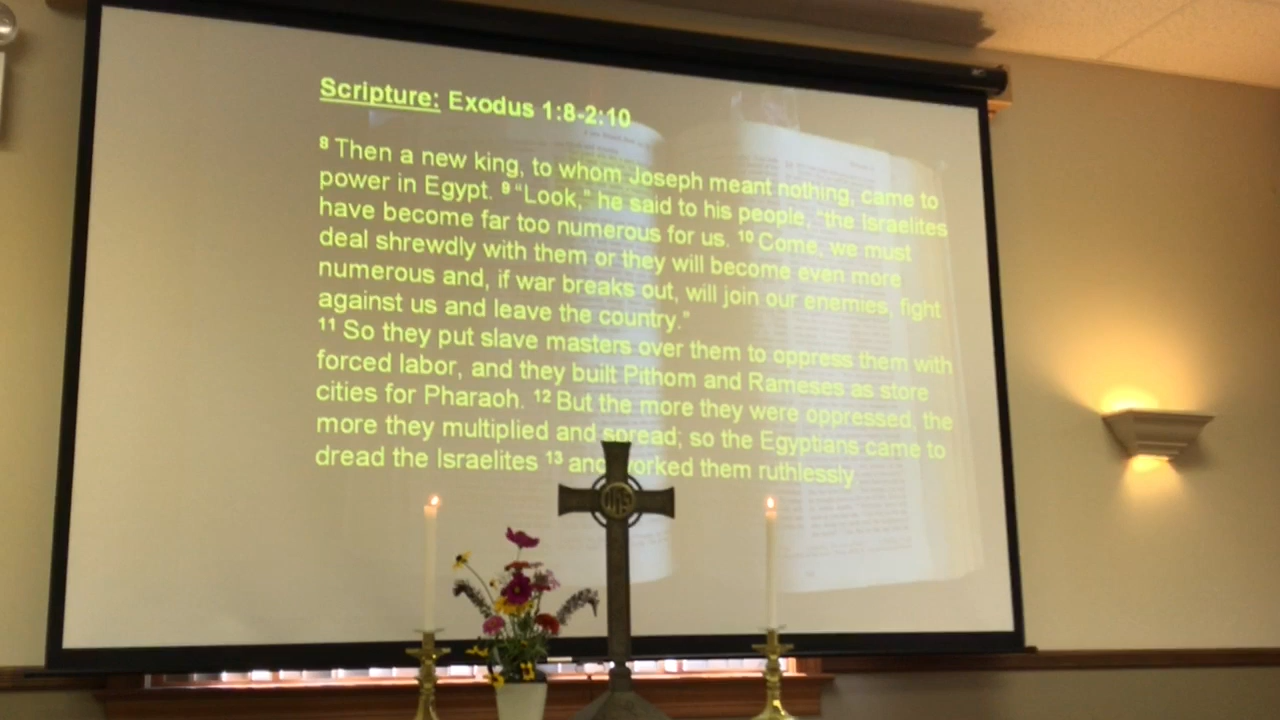 Scripture: Exodus 1:8-2:10
8 Then a new king, to whom Joseph meant nothing, came to
power in Egypt. 9 “Look,” he said to his people, “the Israelites
have become far too numerous for us. 10 Come, we must
deal shrewdly with them or they will become even more
numerous and, if war breaks out, will join our enemies, fight
against us and leave the country.”
11 So they put slave masters over them to oppress them with
forced labor, and they built Pithom and Rameses as store
cities for Pharaoh. 12 But the more they were oppressed, the
more they multiplied and spread; so the Egyptians came to
dread the Israelites 13 and worked them ruthlessly
IHS